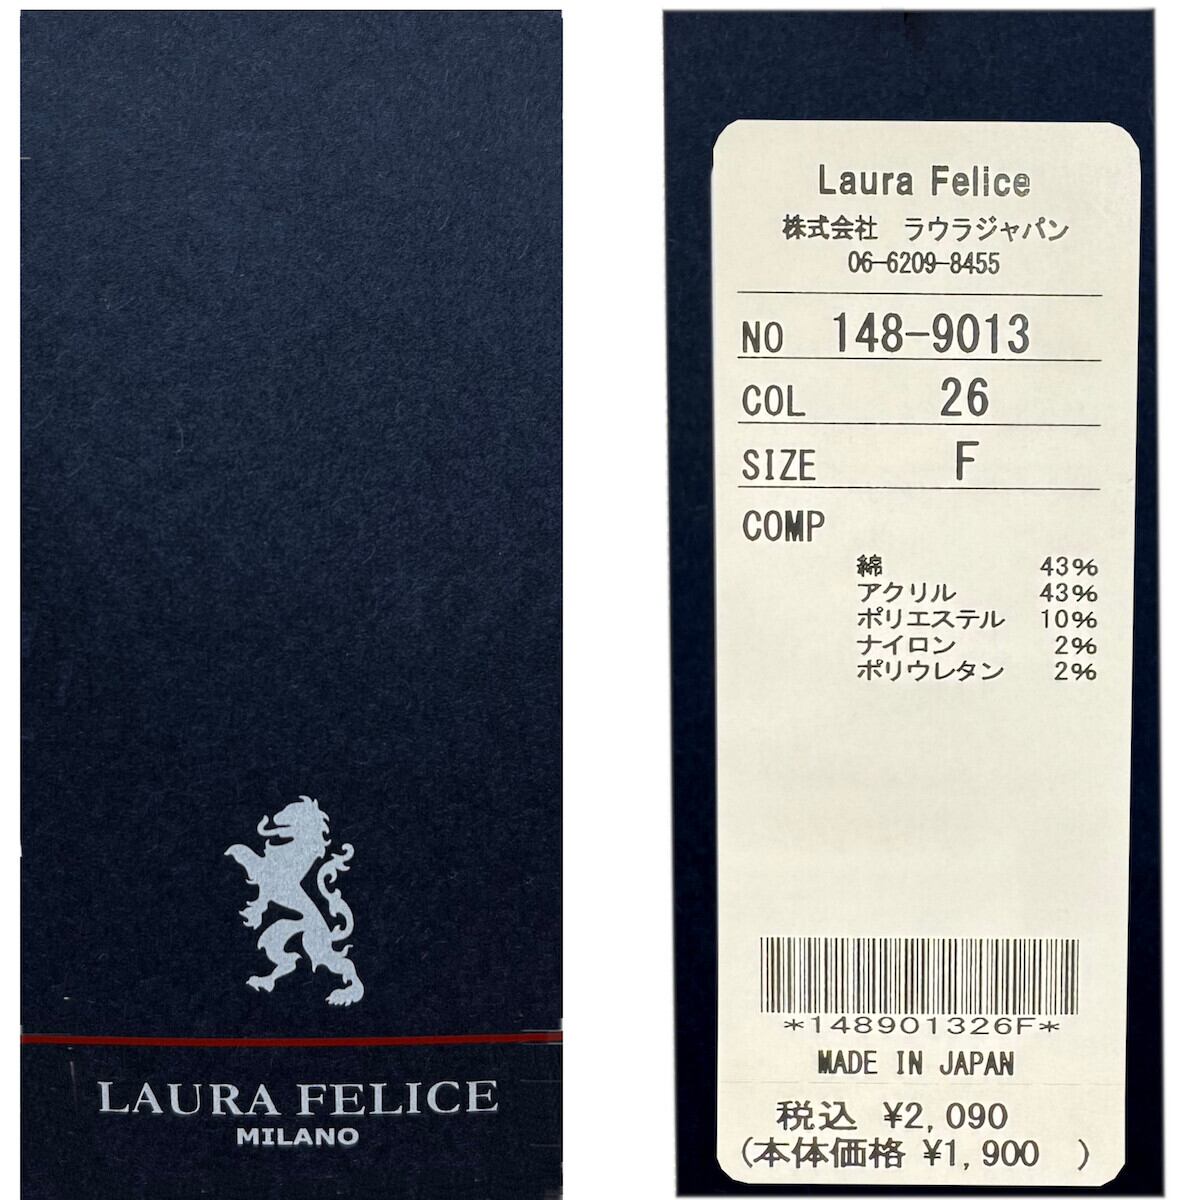 LAURA FELICE
MILANO
Laura Felice
株式会社 ラウラジャパン
06-6209-8455
NO 148-9013
COL 26
SIZE F
COMP
綿 43%
アクリル 43%
ポリエステル 10%
ナイロン 2%
ポリウレタン 2%
*148901326F*
MADE IN JAPAN
税込 ¥2,090
(本体価格 ¥1,900 )